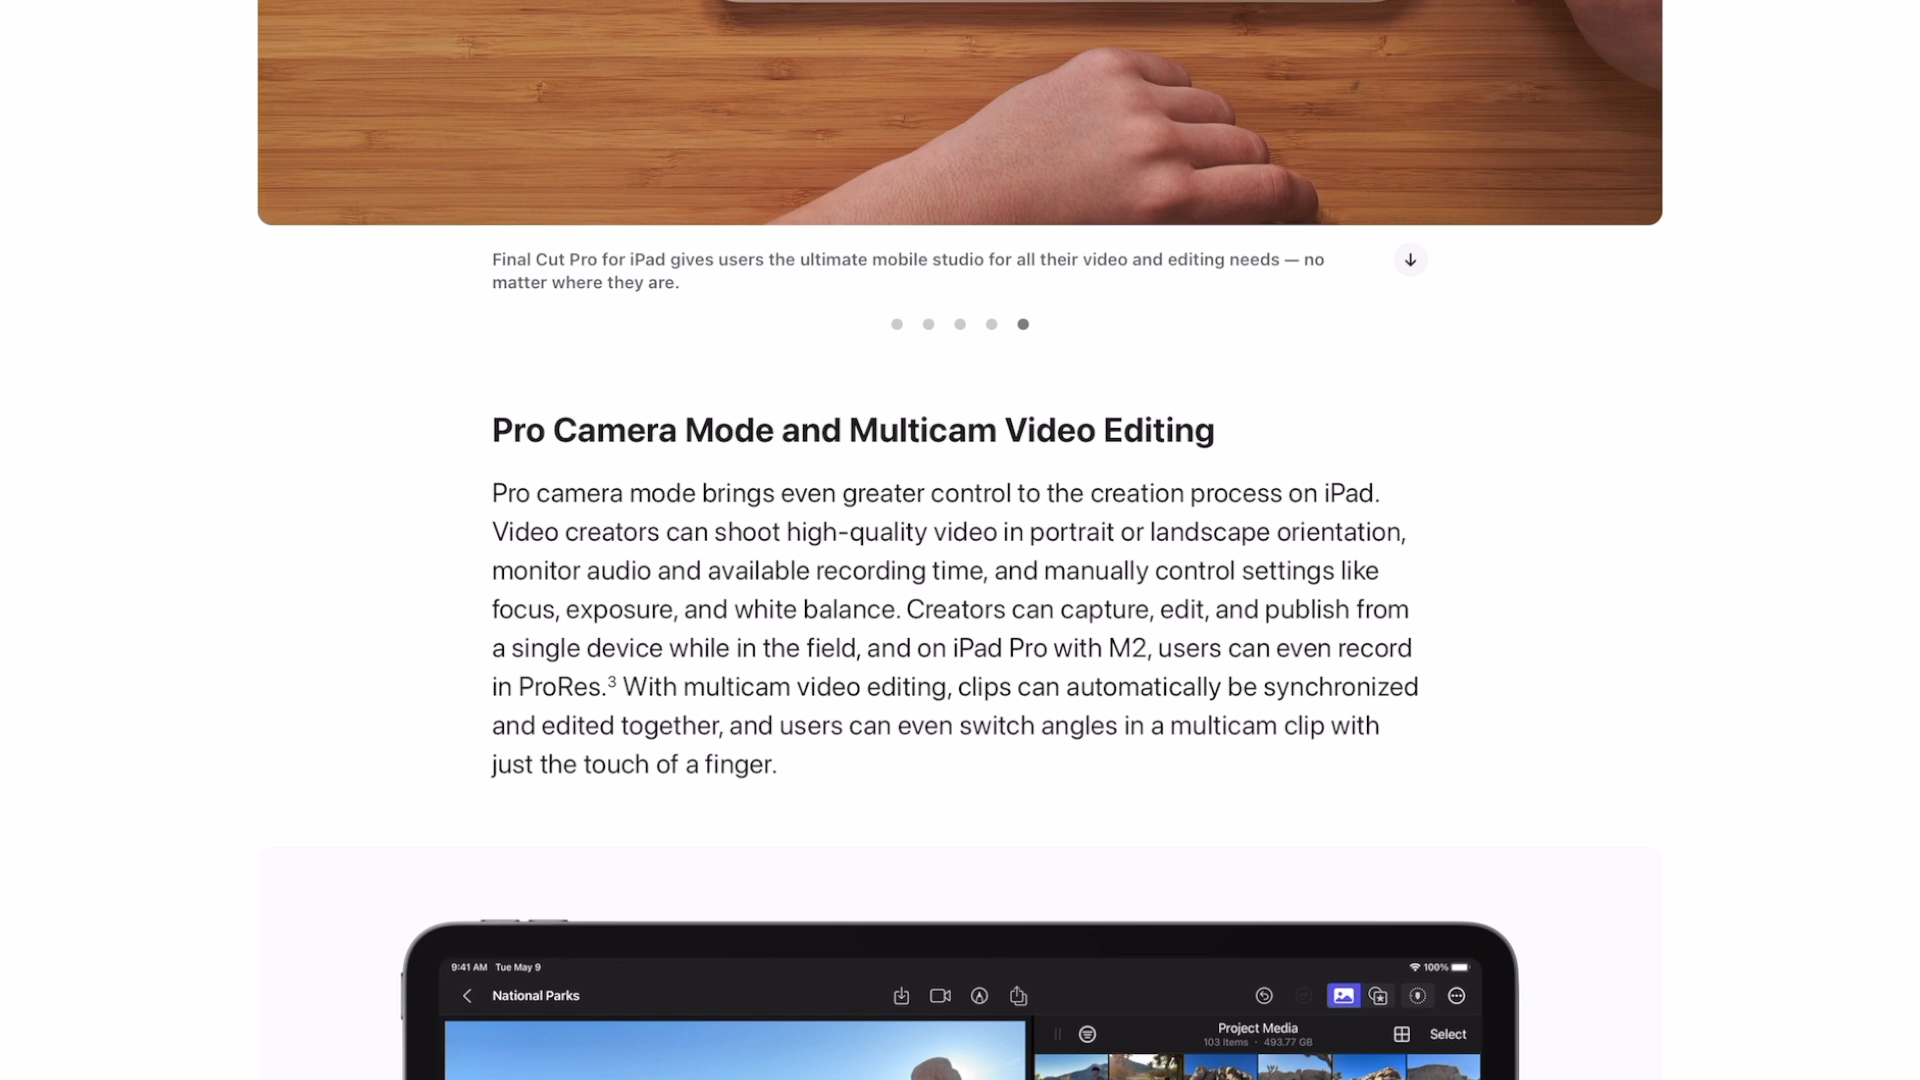 Final Cut Pro for iPad gives users the ultimate mobile studio for all their video and editing needs — no
matter where they are.
Pro Camera Mode and Multicam Video Editing
Pro camera mode brings even greater control to the creation process on iPad.
Video creators can shoot high-quality video in portrait or landscape orientation,
monitor audio and available recording time, and manually control settings like
focus, exposure, and white balance. Creators can capture, edit, and publish from
a single device while in the field, and on iPad Pro with M2, users can even record
in ProRes.³ With multicam video editing, clips can automatically be synchronized
and edited together, and users can even switch angles in a multicam clip with
just the touch of a finger.
9:41 AM Tue May 9
100%
National Parks
Project Media
103 Items · 493.77 GB
Select